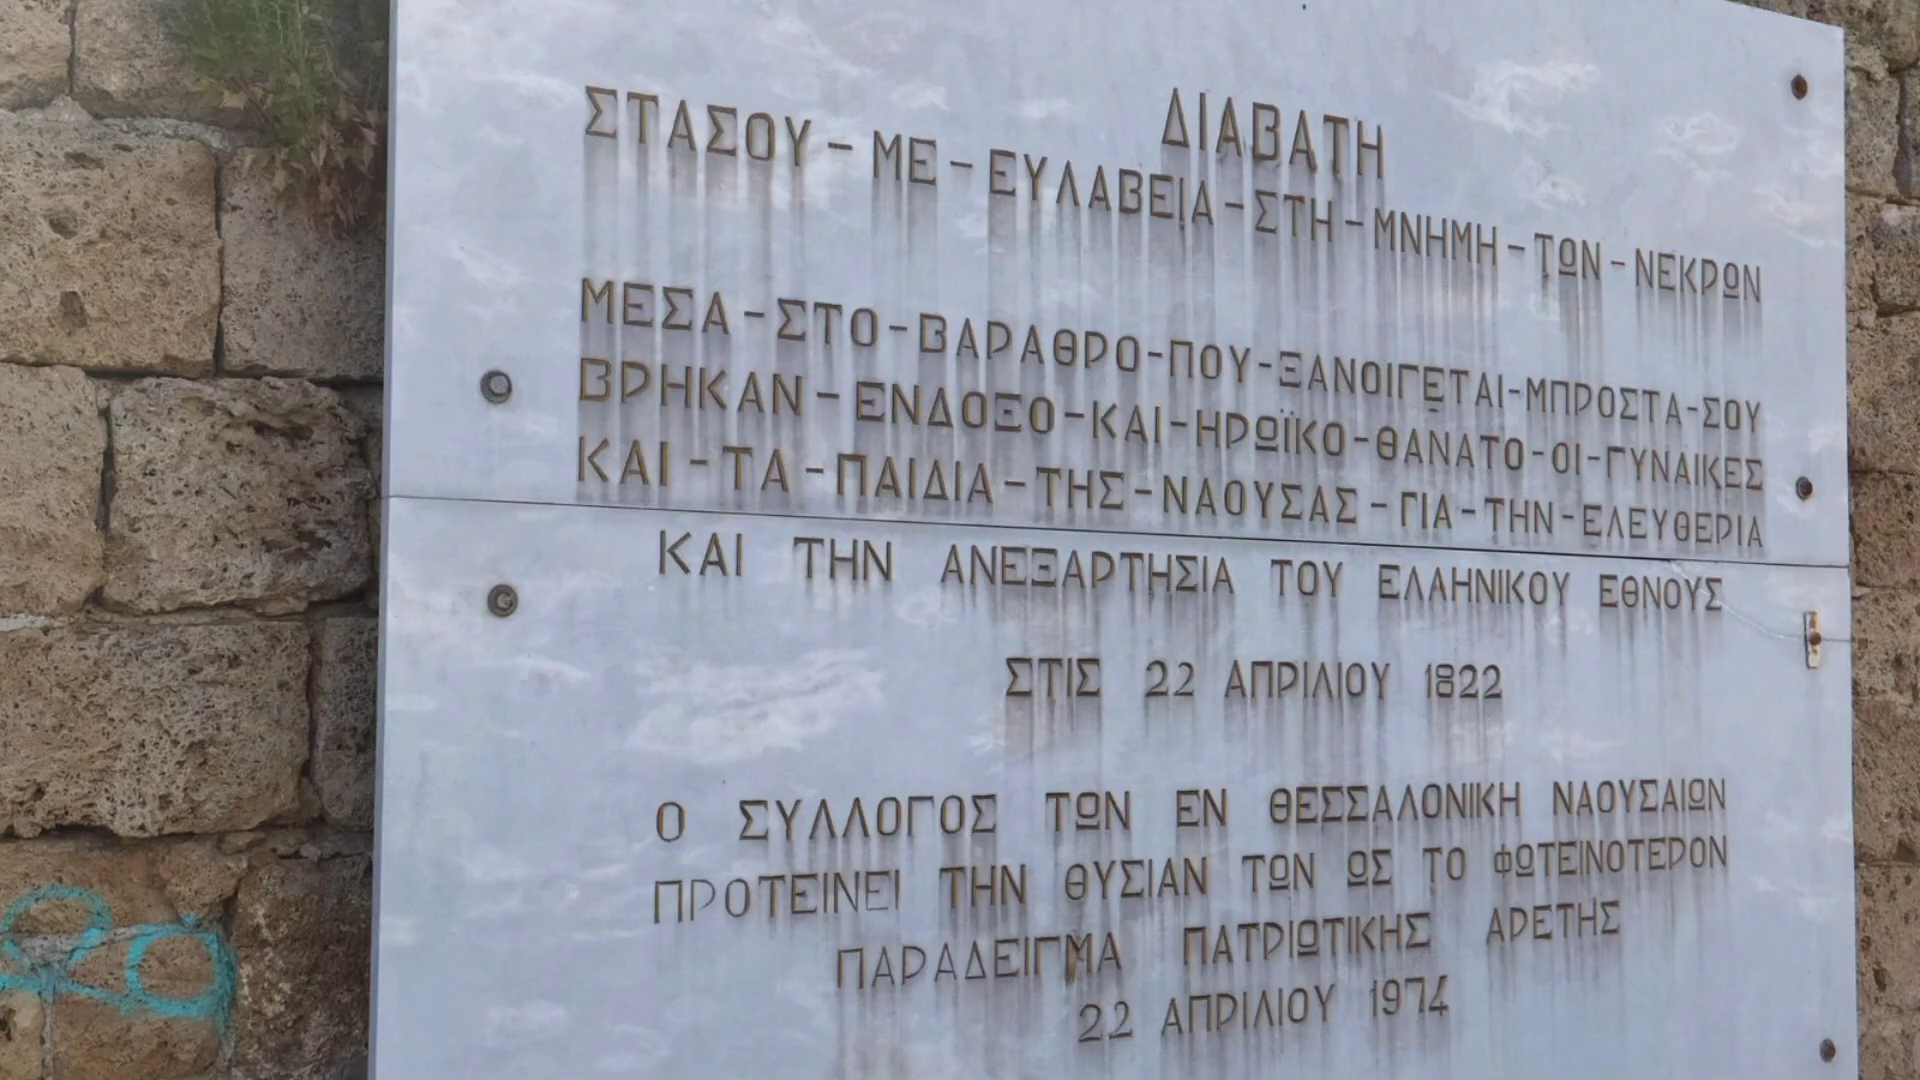 ΔΙΑΒΑΤΗ
ΣΤΑΣΟΥ-ΜΕ-ΕΥΛΑΒΕΙΑ-ΣΤΗ-ΜΝΗΜΗ-ΤΩΝ-ΝΕΚΡΩΝ
ΜΕΣΑ-ΣΤΟ-ΒΑΡΑΘΡΟ-ΠΟΥ-ΞΑΝΟΙΓΕΤΑΙ-ΜΠΡΟΣΤΑ-ΣΟΥ
ΒΡΗΚΑΝ-ΕΝΔΟΞΟ-ΚΑΙ-ΗΡΩΪΚΟ-ΘΑΝΑΤΟ-ΟΙ-ΓΥΝΑΙΚΕΣ
ΚΑΙ-ΤΑ-ΠΑΙΔΙΑ-ΤΗΣ-ΝΑΟΥΣΑΣ-ΓΙΑ-ΤΗΝ-ΕΛΕΥΘΕΡΙΑ
ΚΑΙ ΤΗΝ ΑΝΕΞΑΡΤΗΣΙΑ ΤΟΥ ΕΛΛΗΝΙΚΟΥ ΕΘΝΟΥΣ
ΣΤΙΣ 22 ΑΠΡΙΛΙΟΥ 1822
Ο ΣΥΛΛΟΓΟΣ ΤΩΝ ΕΝ ΘΕΣΣΑΛΟΝΙΚΗ ΝΑΟΥΣΑΙΩΝ
ΠΡΟΤΕΙΝΕΙ ΤΗΝ ΘΥΣΙΑΝ ΤΩΝ ΩΣ ΤΟ ΦΩΤΕΙΝΟΤΕΡΟΝ
ΠΑΡΑΔΕΙΓΜΑ ΠΑΤΡΙΩΤΙΚΗΣ ΑΡΕΤΗΣ
22 ΑΠΡΙΛΙΟΥ 1974